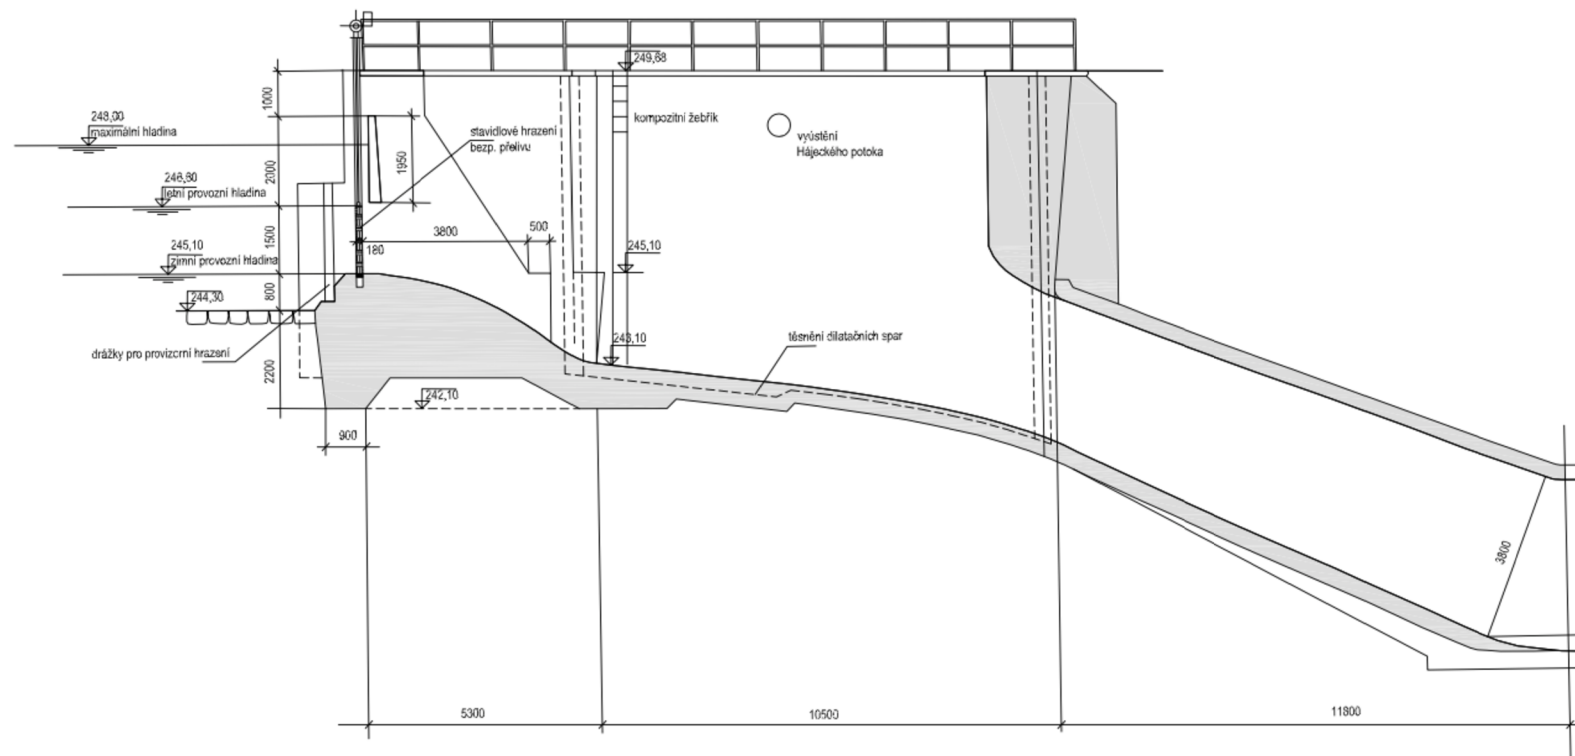 249,68
1000
248,00
maximální hladina
stavidlové hrazení
bezp. přelivu
kompozitní žebřík
vyústění
Hájeckého potoka
1950
2000
246,60
letní provozní hladina
1500
3800
500
180
245,10
zimní provozní hladina
245,10
800
244,30
drážky pro provizorní hrazení
243,10
těsnění dilatačních spar
2200
242,10
900
3800
5300
10500
11800